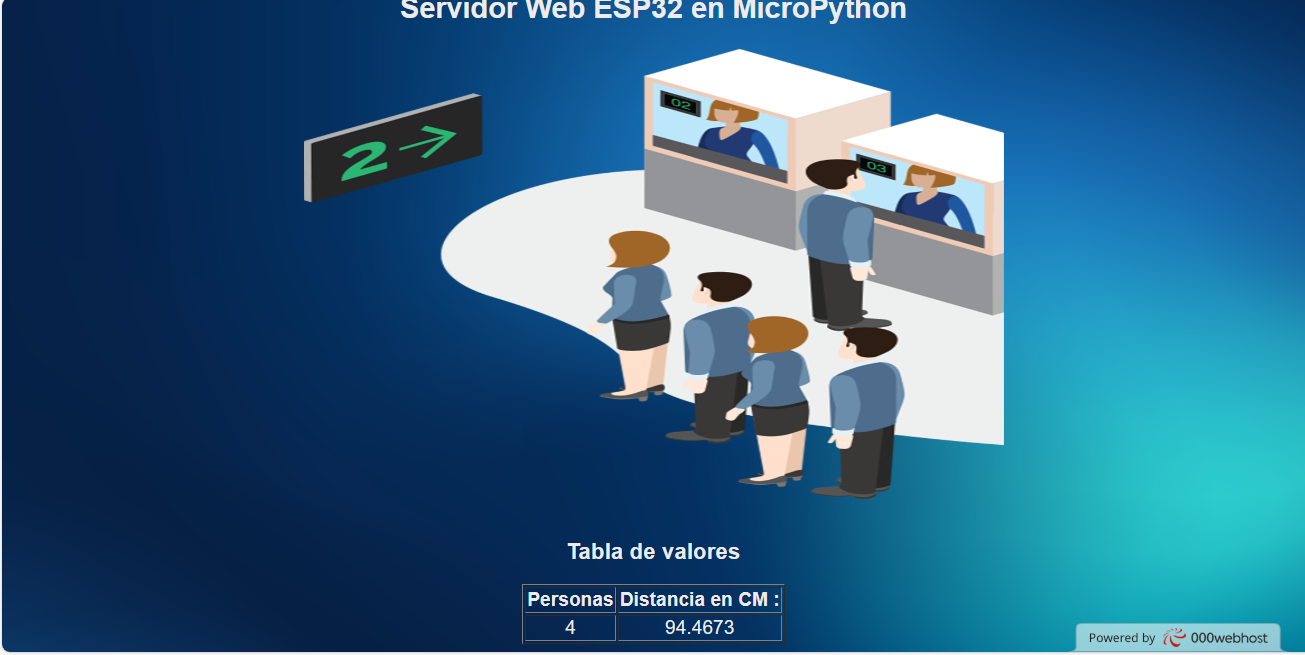 Servidor Web ESP32 en MicroPython
2 →
02
03
Tabla de valores
Personas Distancia en CM :
4 94.4673
Powered by 000webhost